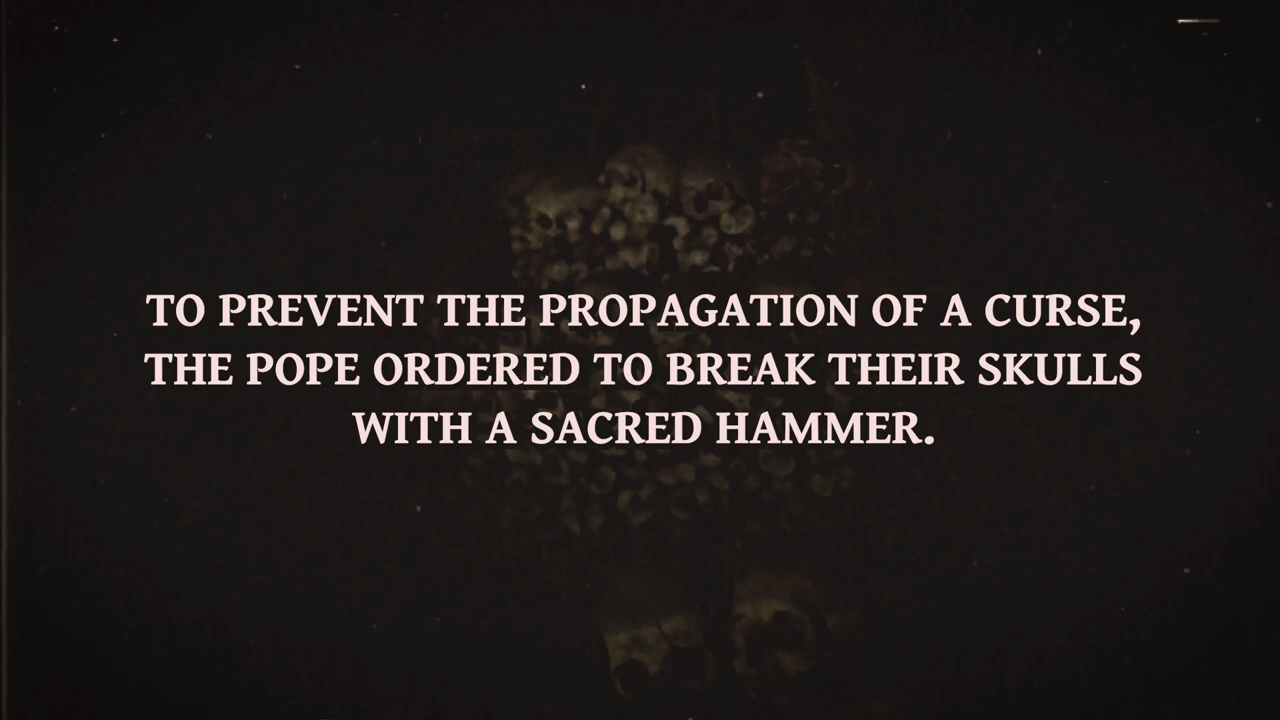 TO PREVENT THE PROPAGATION OF A CURSE,
THE POPE ORDERED TO BREAK THEIR SKULLS
WITH A SACRED HAMMER.